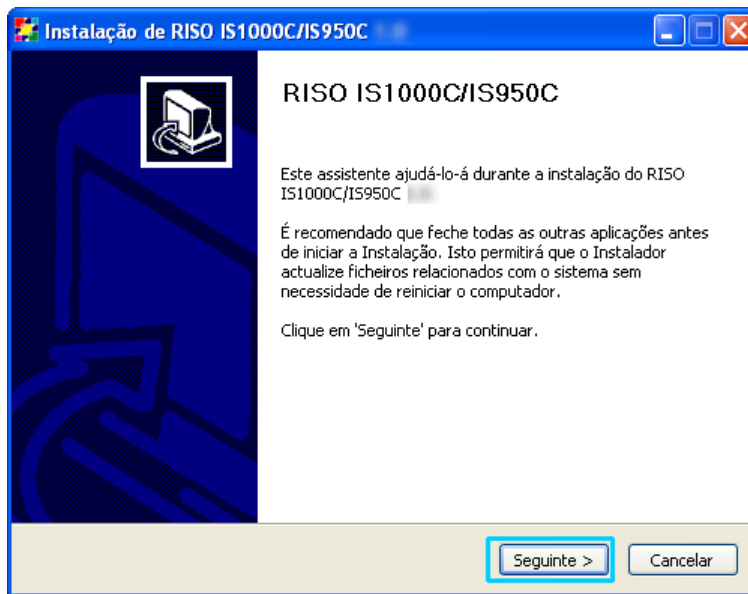 Instalação de RISO IS1000C/IS950C
RISO IS1000C/IS950C
Este assistente ajudá-lo-á durante a instalação do RISO
IS1000C/IS950C
É recomendado que feche todas as outras aplicações antes
de iniciar a Instalação. Isto permitirá que o Instalador
actualize ficheiros relacionados com o sistema sem
necessidade de reiniciar o computador.
Clique em 'Seguinte' para continuar.
Seguinte >
Cancelar